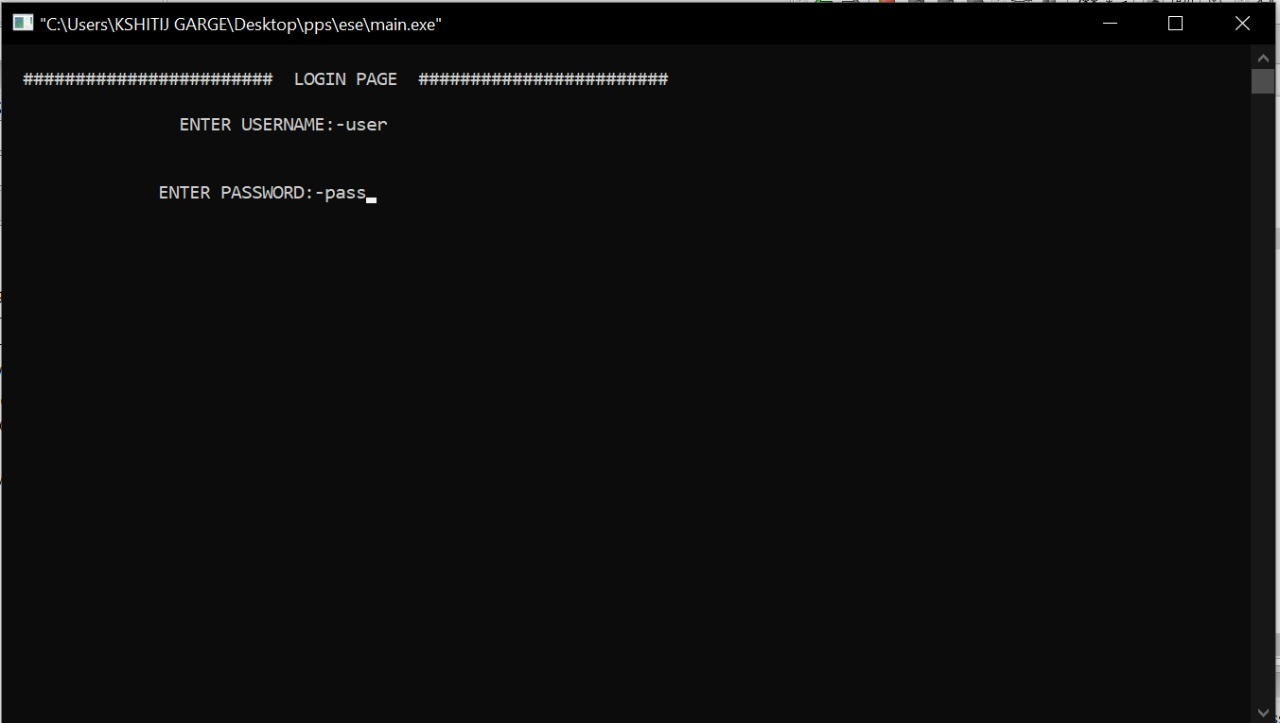 "C:\Users\KSHITIJ GARGE\Desktop\pps\ese\main.exe"
######################## LOGIN PAGE ########################
ENTER USERNAME:-user
ENTER PASSWORD:-pass